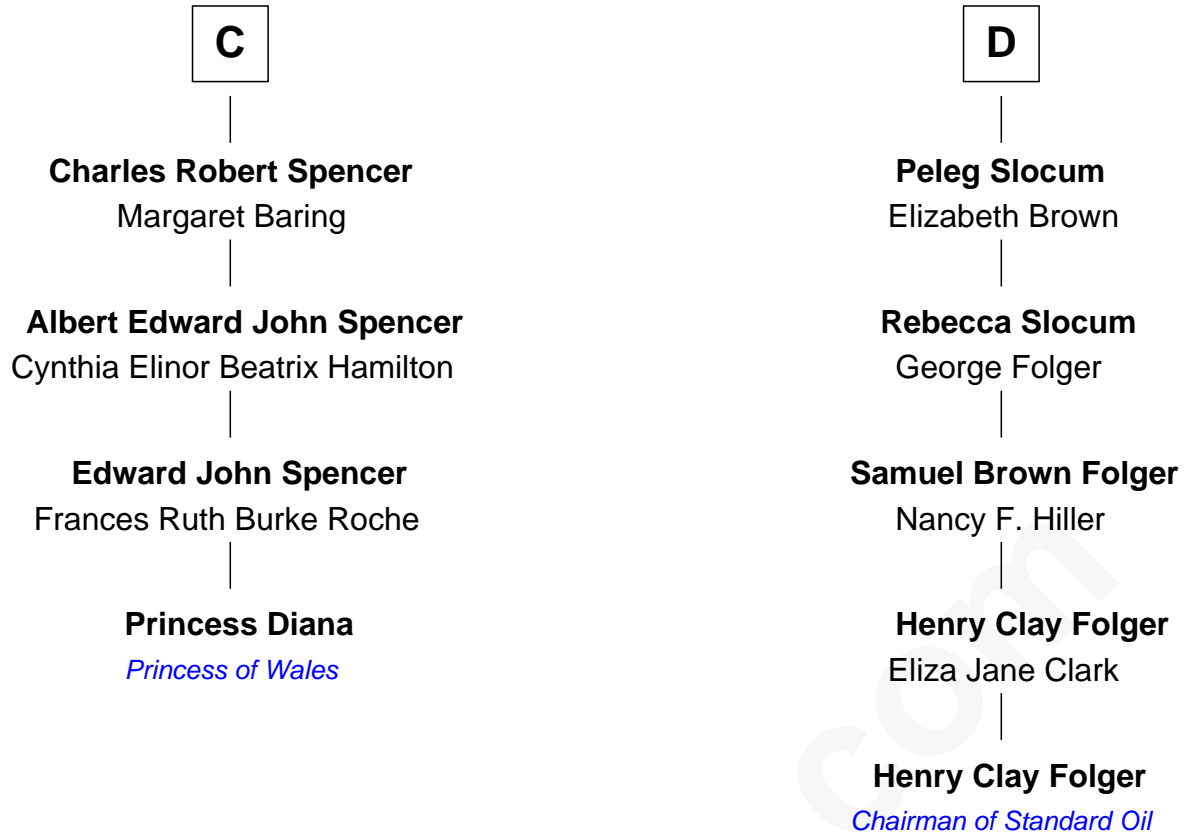 C
Charles Robert Spencer
Margaret Baring
Albert Edward John Spencer
Cynthia Elinor Beatrix Hamilton
Edward John Spencer
Frances Ruth Burke Roche
Princess Diana
Princess of Wales
D
Peleg Slocum
Elizabeth Brown
Rebecca Slocum
George Folger
Samuel Brown Folger
Nancy F. Hiller
Henry Clay Folger
Eliza Jane Clark
Henry Clay Folger
Chairman of Standard Oil
com